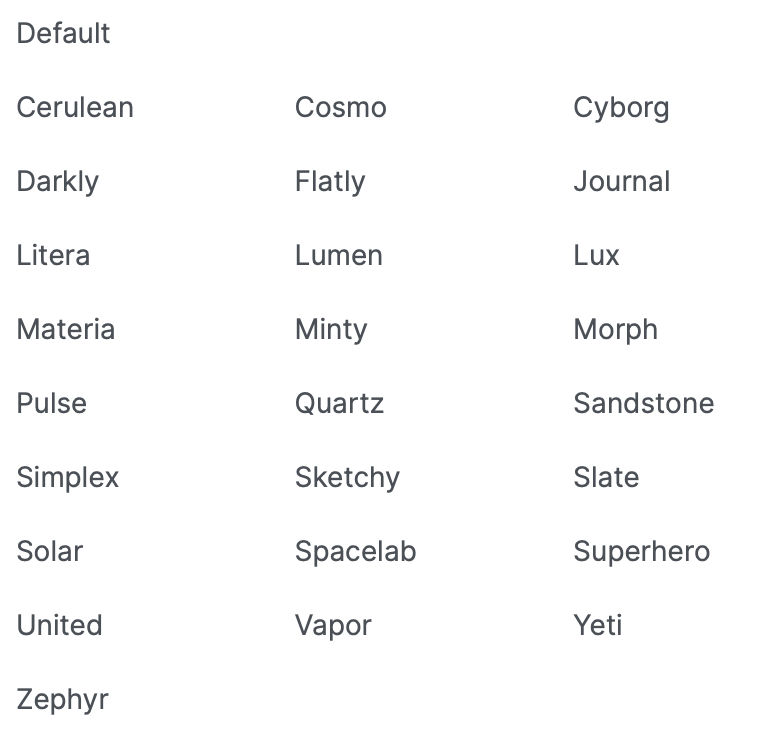 Default
Cerulean Cosmo Cyborg
Darkly Flatly Journal
Litera Lumen Lux
Materia Minty Morph
Pulse Quartz Sandstone
Simplex Sketchy Slate
Solar Spacelab Superhero
United Vapor Yeti
Zephyr